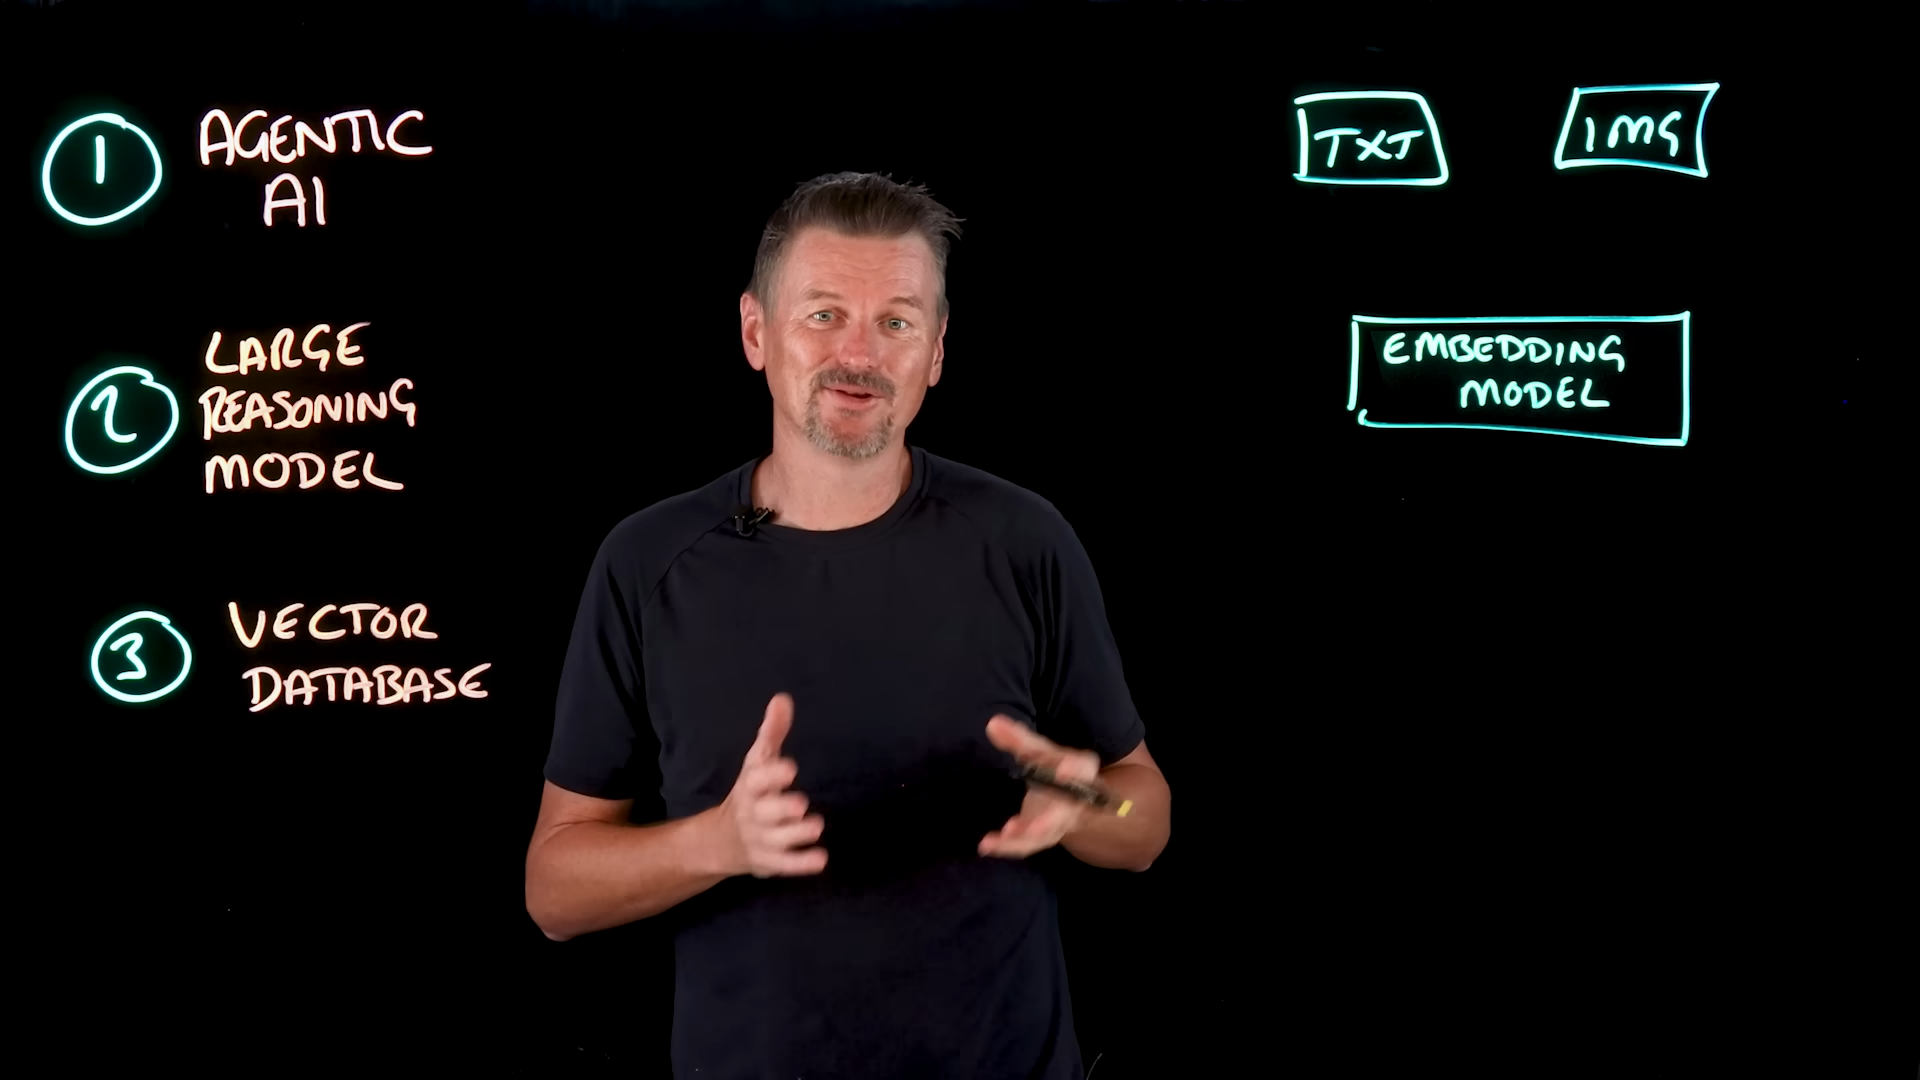 1
AGENTIC
AI
2
LARGE
REASONING
MODEL
3
VECTOR
DATABASE
TXT
IMG
EMBEDDING
MODEL